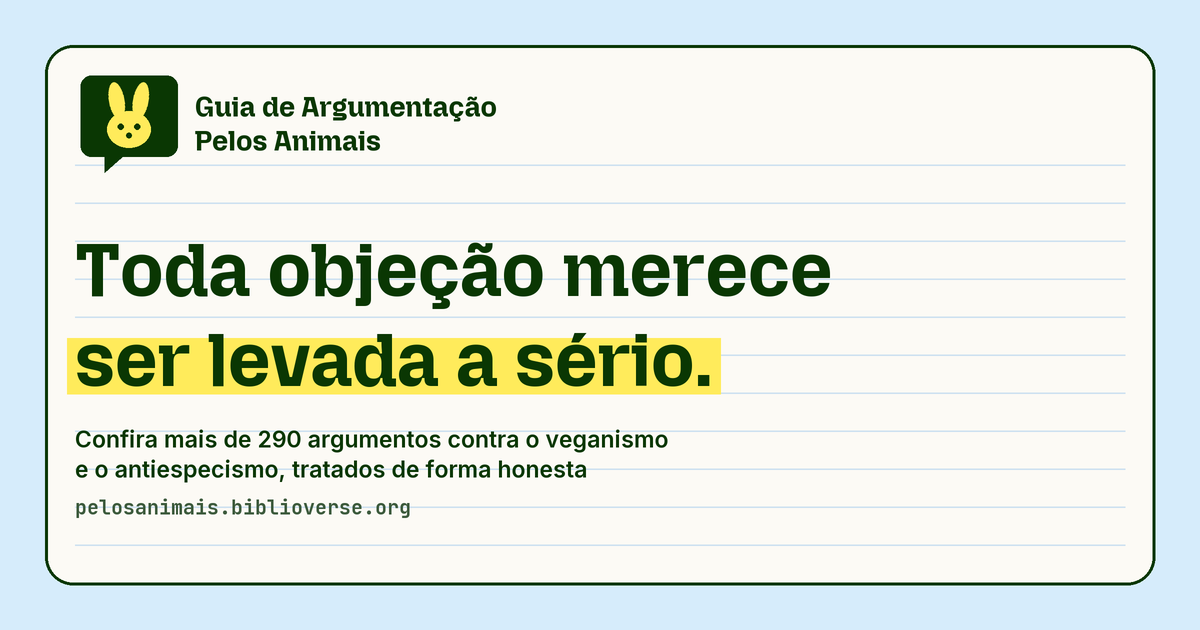 Guia de Argumentação
Pelos Animais
Toda objeção merece
ser levada a sério.
Confira mais de 290 argumentos contra o veganismo
e o antiespecismo, tratados de forma honesta
pelosanimais.biblioverse.org